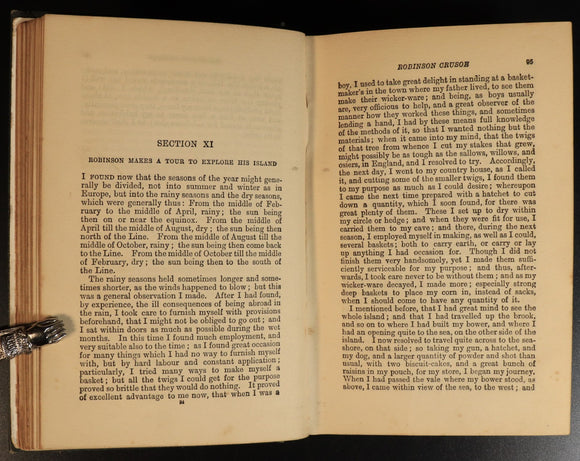 SECTION XI
ROBINSON MAKES A TOUR TO EXPLORE HIS ISLAND
I FOUND now that the seasons of the year might gene-
rally be divided, not into summer and winter as in
Europe, but into the rainy seasons and the dry seasons,
which were generally thus: From the middle of Feb-
ruary to the middle of April, rainy; the sun being
then on or near the equinox. From the middle of
April till the middle of August, dry; the sun being then
north of the Line. From the middle of August till the
middle of October, rainy; the sun being then come back
to the Line. From the middle of October till the middle
of February, dry; the sun being then to the south of
the Line.
The rainy seasons held sometimes longer and some-
times shorter, as the winds happened to blow; but this
was a general observation I made. After I had found,
by experience, the ill consequences of being abroad in
the rain, I took care to furnish myself with provisions
beforehand, that I might not be obliged to go out; and
I sat within doors as much as possible during the wet
months. In this time I found much employment, and
very suitable also to the time; as I found great occasion
for many things which I had no way to furnish myself
with, but by hard labour and constant application;
particularly, I tried many ways to make myself a
basket; but all the twigs I could get for the purpose
proved so brittle that they would do nothing. It proved
of excellent advantage to me now, that when I was a
94
ROBINSON CRUSOE 95
boy, I used to take great delight in standing at a basket-
maker's in the town where my father lived, to see them
make their wicker-ware; and being, as boys usually
are, very officious to help, and a great observer of the
manner how they worked these things, and sometimes
lending a hand, I had by these means full knowledge
of the methods of it, so that I wanted nothing but the
materials; when it came into my mind, that the twigs
of that tree from whence I cut my stakes that grew,
might possibly be as tough as the sallows, willows, and
osiers, in England, and I resolved to try. Accordingly,
the next day, I went to my country house, as I called
it, and cutting some of the smaller twigs, I found them
to my purpose as much as I could desire; whereupon
I came the next time prepared with a hatchet to cut
down a quantity, which I soon found, for there was
great plenty of them. These I set up to dry within
my circle or hedge; and when they were fit for use, I
carried them to my cave; and there, during the next
season, I employed myself in making, as well as I could,
several baskets; both to carry earth, or carry or lay
up anything I had occasion for. Though I did not
finish them very handsomely, yet I made them suffi-
ciently serviceable for my purpose; and thus, after-
wards, I took care never to be without them; and as my
wicker-ware decayed, I made more; especially strong
deep baskets to place my corn in, instead of sacks,
when I should come to have any quantity of it.
I mentioned before, that I had great mind to see the
whole island; and that I had travelled up the brook,
and so on to where I had built my bower, and where I
had an opening quite to the sea, on the other side of the
island. I now resolved to travel quite across to the sea-
shore, on that side; so taking my gun, a hatchet, and
my dog, and a larger quantity of powder and shot than
usual, with two biscuit-cakes, and a great bunch of
raisins in my pouch, for my store, I began my journey.
When I had passed the vale where my bower stood, as
above, I came within view of the sea, to the west; and